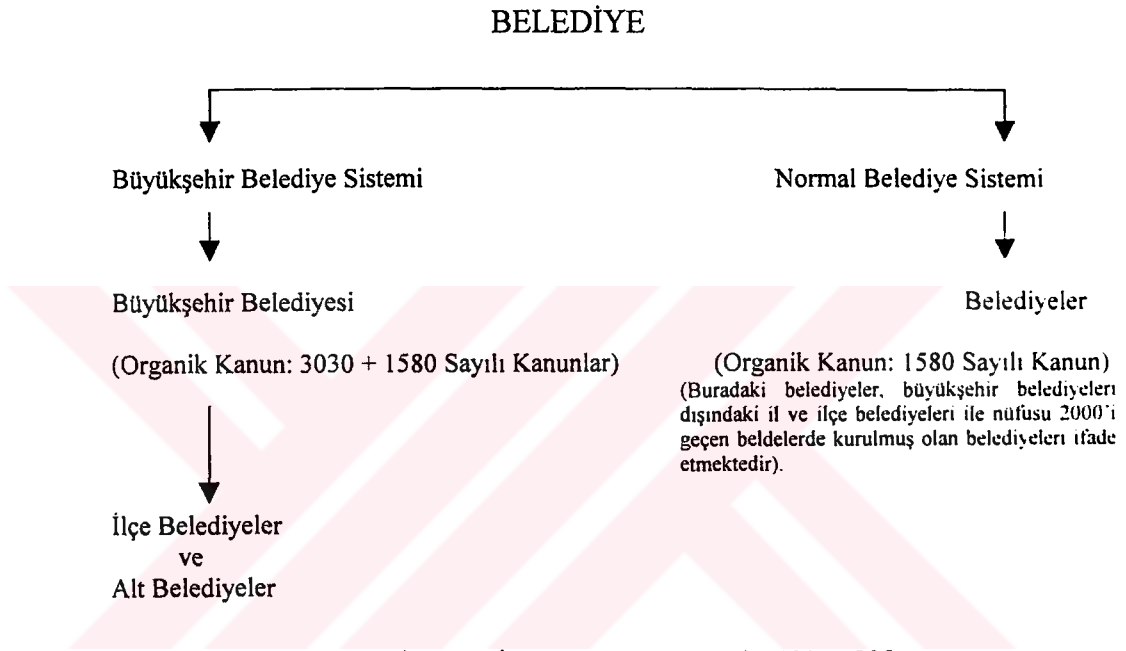 BELEDİYE
Büyükşehir Belediye Sistemi
Normal Belediye Sistemi
Büyükşehir Belediyesi
Belediyeler
(Organik Kanun: 3030 + 1580 Sayılı Kanunlar)
(Organik Kanun: 1580 Sayılı Kanun)
(Buradaki belediyeler, büyükşehir belediyeleri
dışındaki il ve ilçe belediyeleri ile nüfusu 2000'i
geçen beldelerde kurulmuş olan belediyeleri ifade
etmektedir).
İlçe Belediyeler
ve
Alt Belediyeler